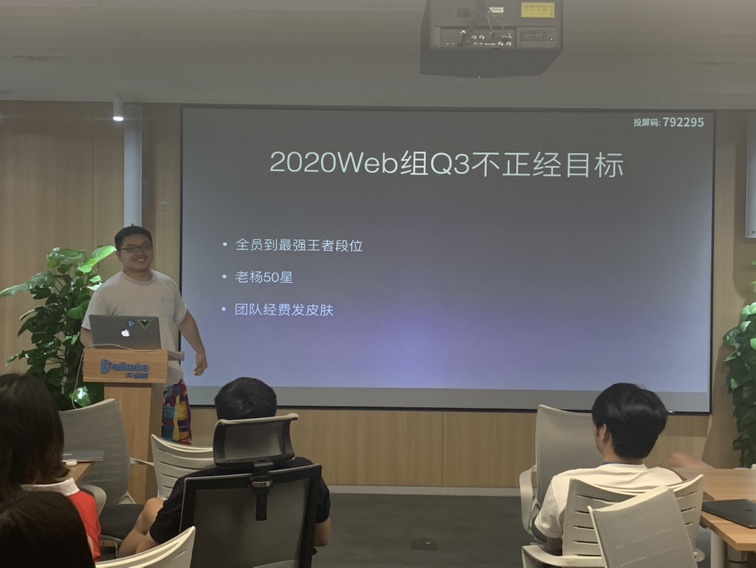 投屏码: 792295
2020Web组Q3不正经目标
• 全员到最强王者段位
• 老杨50星
• 团队经费发皮肤